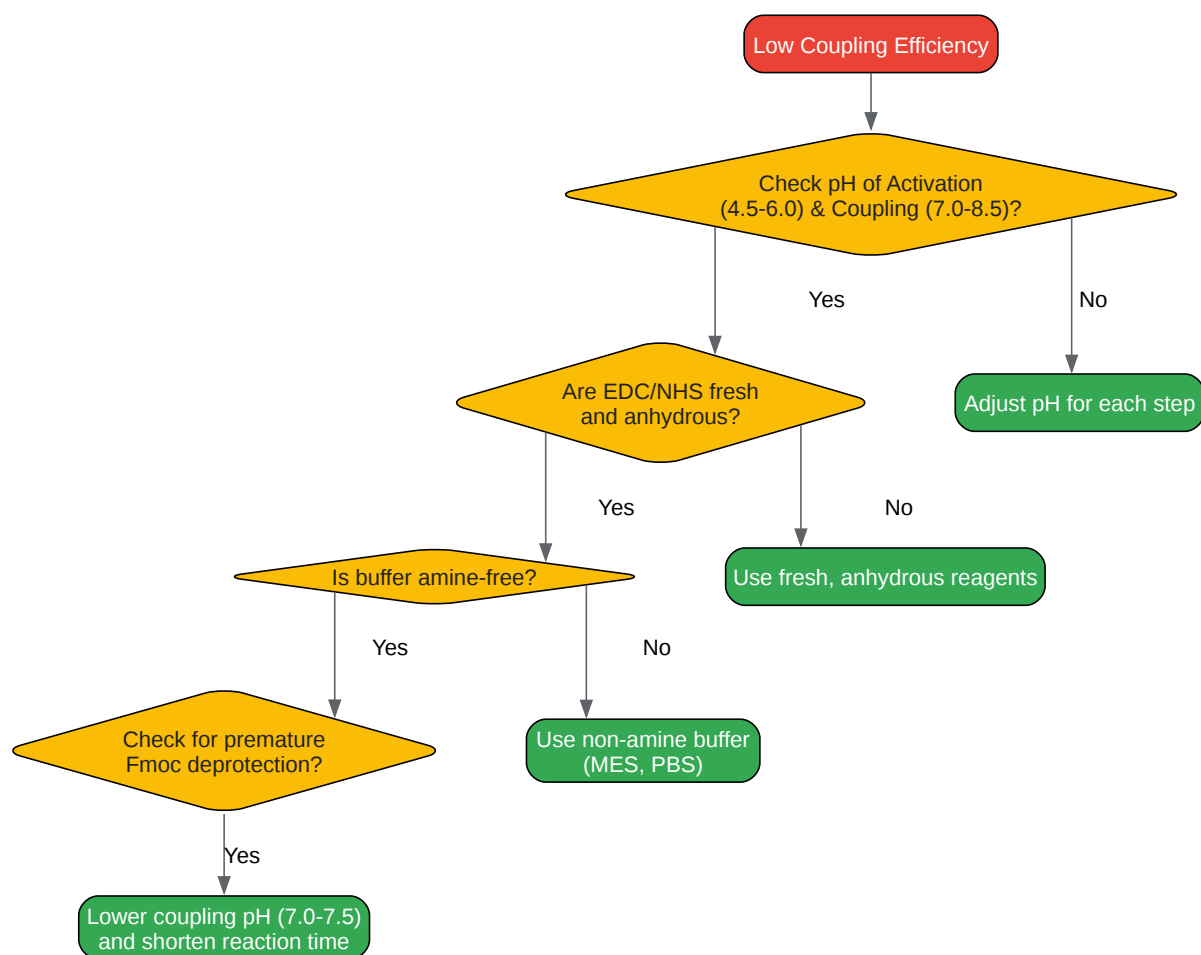 Low Coupling Efficiency
Check pH of Activation
(4.5-6.0) & Coupling (7.0-8.5)?
Yes
No
Are EDC/NHS fresh
and anhydrous?
Adjust pH for each step
Yes
No
Is buffer amine-free?
Use fresh, anhydrous reagents
Yes
No
Check for premature
Fmoc deprotection?
Use non-amine buffer
(MES, PBS)
Yes
Lower coupling pH (7.0-7.5)
and shorten reaction time